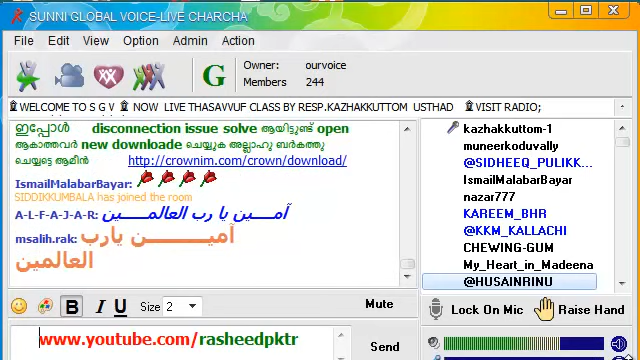 SUNNI GLOBAL VOICE-LIVE CHARCHA
File Edit View Option Admin Action
G
Owner: ourvoice
Members 244
WELCOME TO S G V NOW LIVE THASAVVUF CLASS BY RESP.KAZHAKKUTTOM USTHAD VISIT RADIO;
ഇപ്പോൾ disconnection issue solve ആയിട്ടുണ്ട് open
ആകാത്തവർ new downloade ചെയ്യുക അല്ലാഹു ബർകത്തു
ചെയ്യട്ടെ ആമീൻ http://crownim.com/crown/download/
IsmailMalabarBayar:
SIDDIKKUMBALA has joined the room
A-L-F-A-J-A-R: آمــــين يا رب العالمـــــين
msalih.rak: آميـــــــــــن يارب
العالمين
kazhakkuttom-1
muneerkoduvally
@SIDHEEQ_PULIKK...
IsmailMalabarBayar
nazar777
KAREEM_BHR
@KKM_KALLACHI
CHEWING-GUM
My_Heart_in_Madeena
@HUSAINRINU
B I U Size 2 Mute
Lock On Mic Raise Hand
www.youtube.com/rasheedpktr
Send